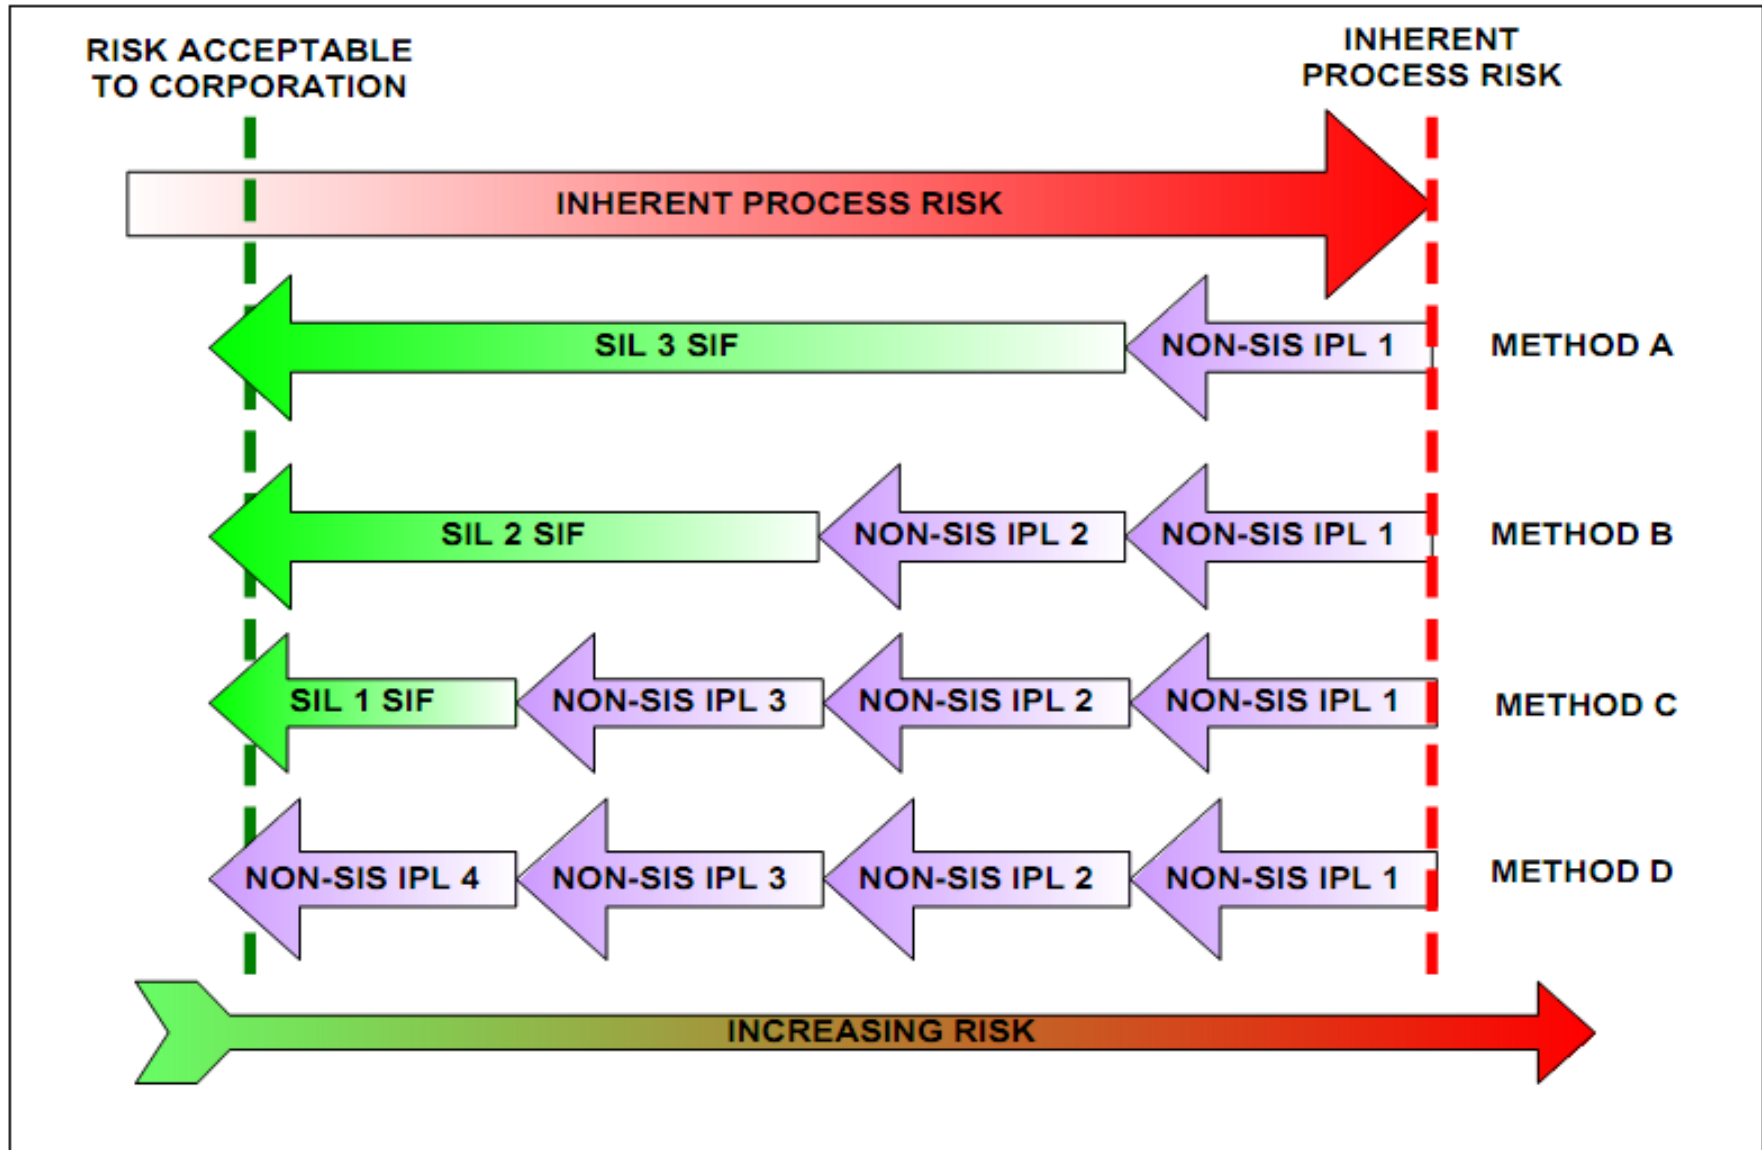 RISK ACCEPTABLE
TO CORPORATION
INHERENT
PROCESS RISK
INHERENT PROCESS RISK
SIL 3 SIF
NON-SIS IPL 1
METHOD A
SIL 2 SIF
NON-SIS IPL 2
NON-SIS IPL 1
METHOD B
SIL 1 SIF
NON-SIS IPL 3
NON-SIS IPL 2
NON-SIS IPL 1
METHOD C
NON-SIS IPL 4
NON-SIS IPL 3
NON-SIS IPL 2
NON-SIS IPL 1
METHOD D
INCREASING RISK